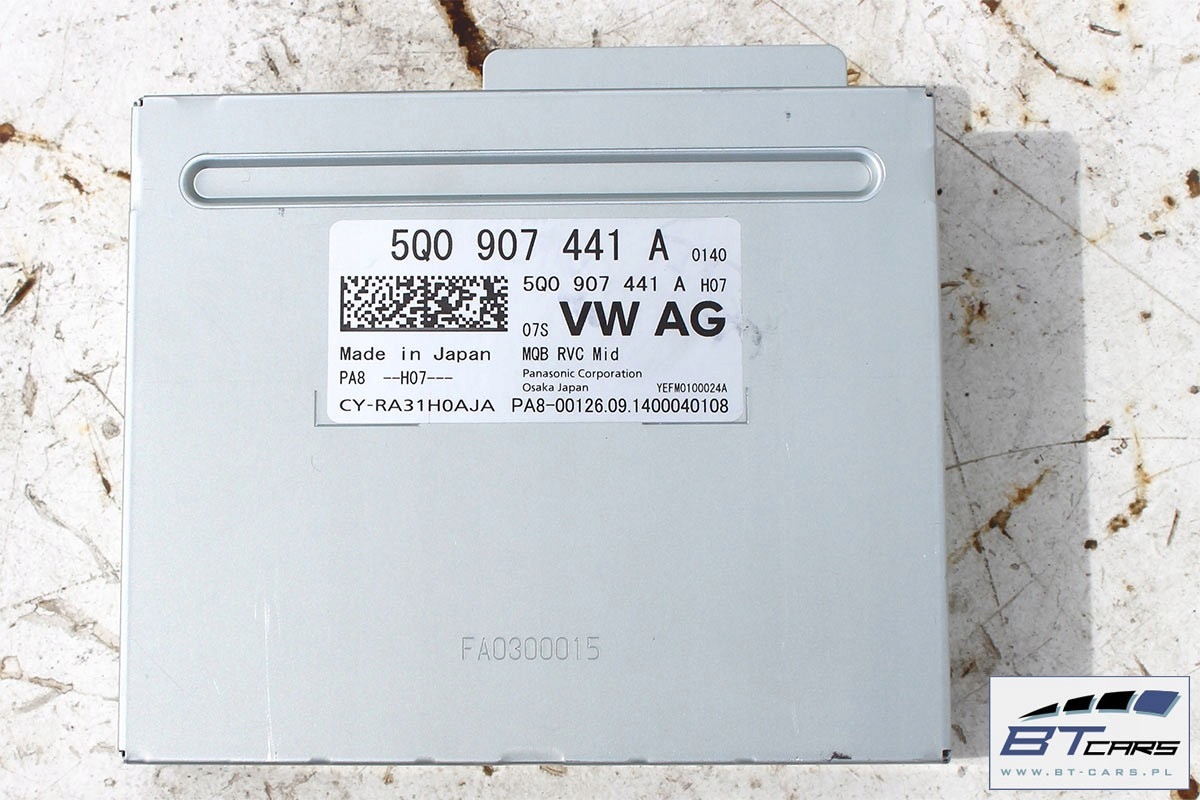 5Q0 907 441 A 0140
5Q0 907 441 A H07
07S VW AG
Made in Japan MQB RVC Mid
PA8 --H07--- Panasonic Corporation
Osaka Japan YEFM0100024A
CY-RA31H0AJA PA8-00126.09.1400040108
FA0300015
BT CARS
WWW.BT-CARS.PL